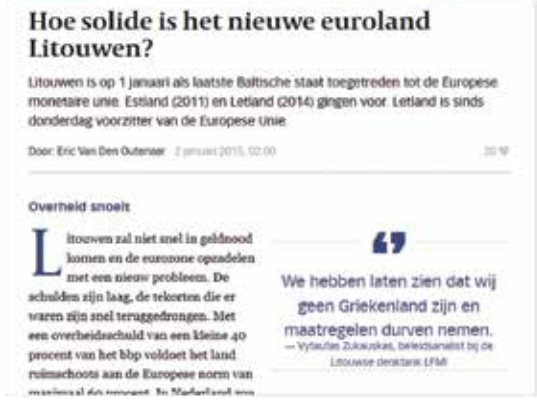 Hoe solide is het nieuwe euroland
Litouwen?
Litouwen is op 1 januari als laatste Baltische staat toegetreden tot de Europese
monetaire unie. Estland (2011) en Letland (2014) gingen voor. Letland is sinds
donderdag voorzitter van de Europese Unie.
Door: Eric Van Den Outenaar 2 januari 2015, 02:00
Overheid snoeit
Litouwen zal niet snel in geldnood
komen en de eurozone opzadelen
met een nieuw probleem. De
schulden zijn laag, de tekorten die er
waren zijn snel teruggedrongen. Met
een overheidsschuld van een kleine 40
procent van het bbp voldoet het land
ruimschoots aan de Europese norm van
maximaal 60 procent. In Nederland
We hebben laten zien dat wij
geen Griekenland zijn en
maatregelen durven nemen.
— Vytautas Zukauskas, beleidsanalist bij de
Litouwse denktank LFMI